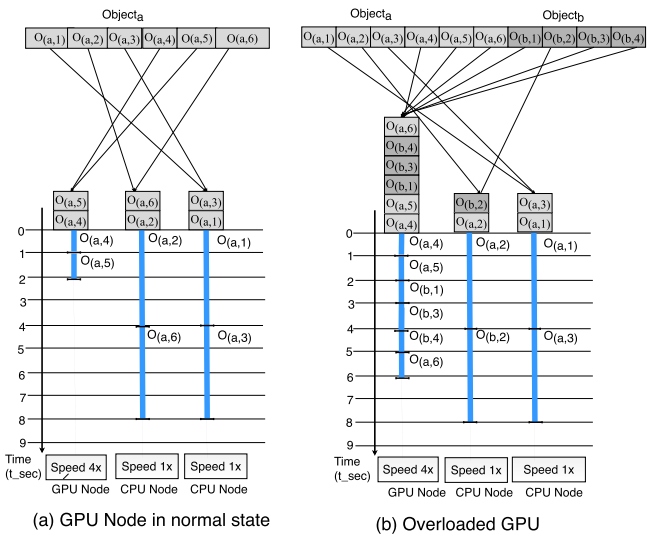 Object a
O(a,1) O(a,2) O(a,3) O(a,4) O(a,5) O(a,6)
O(a,5) O(a,6) O(a,3)
O(a,4) O(a,2) O(a,1)
0
O(a,4) O(a,2) O(a,1)
1
O(a,5)
2
3
4
O(a,6) O(a,3)
5
6
7
8
9
Time
(t_sec)
Speed 4x Speed 1x Speed 1x
GPU Node CPU Node CPU Node
(a) GPU Node in normal state
Object a Object b
O(a,1) O(a,2) O(a,3) O(a,4) O(a,5) O(a,6) O(b,1) O(b,2) O(b,3) O(b,4)
O(a,6)
O(b,4)
O(b,3)
O(b,1)
O(a,5) O(b,2) O(a,3)
O(a,4) O(a,2) O(a,1)
0
O(a,4) O(a,2) O(a,1)
1
O(a,5)
2
O(b,1)
3
O(b,3)
4
O(b,4) O(b,2) O(a,3)
5
O(a,6)
6
7
8
9
Time
(t_sec)
Speed 4x Speed 1x Speed 1x
GPU Node CPU Node CPU Node
(b) Overloaded GPU